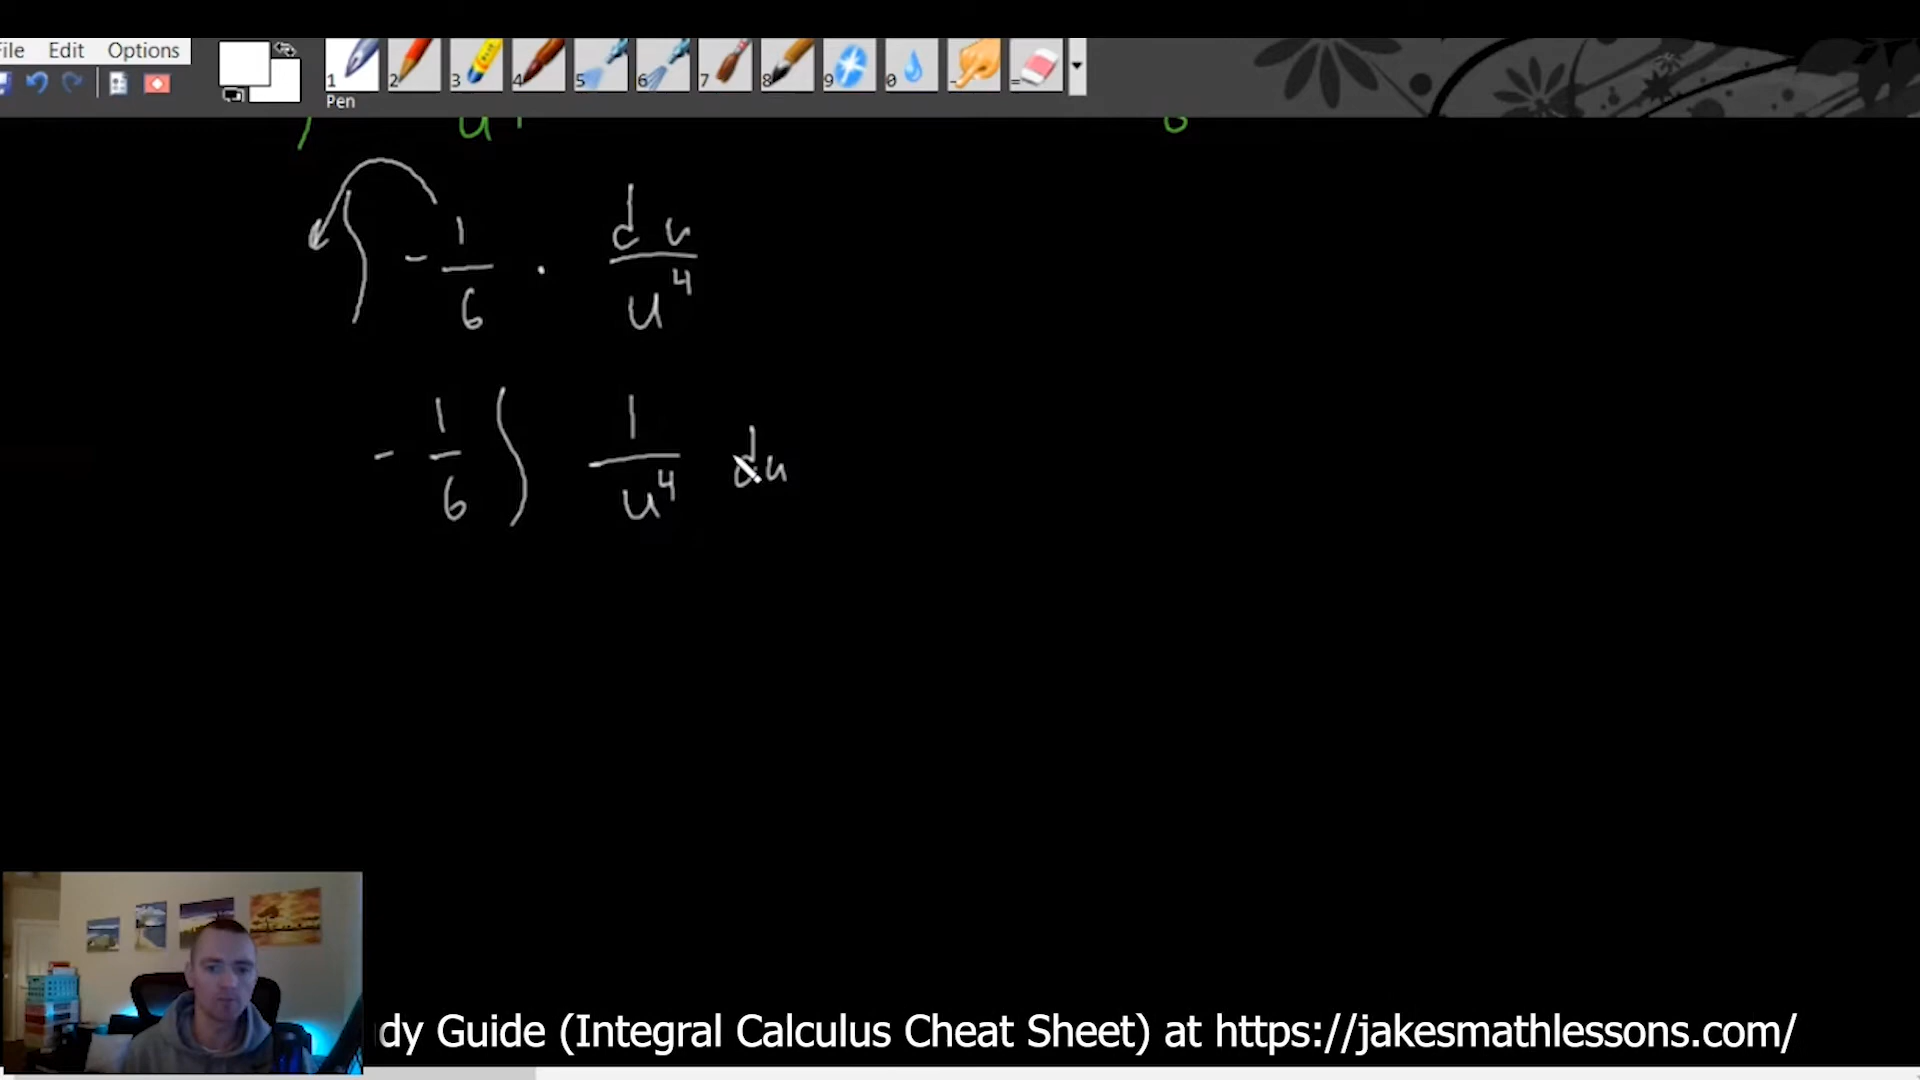 File Edit Options
1 2 3 4 5 6 7 8 9 0 - =
Pen
u
6
∫ - 1/6 · du/u⁴
- 1/6 ∫ 1/u⁴ du
dy Guide (Integral Calculus Cheat Sheet) at https://jakesmathlessons.com/